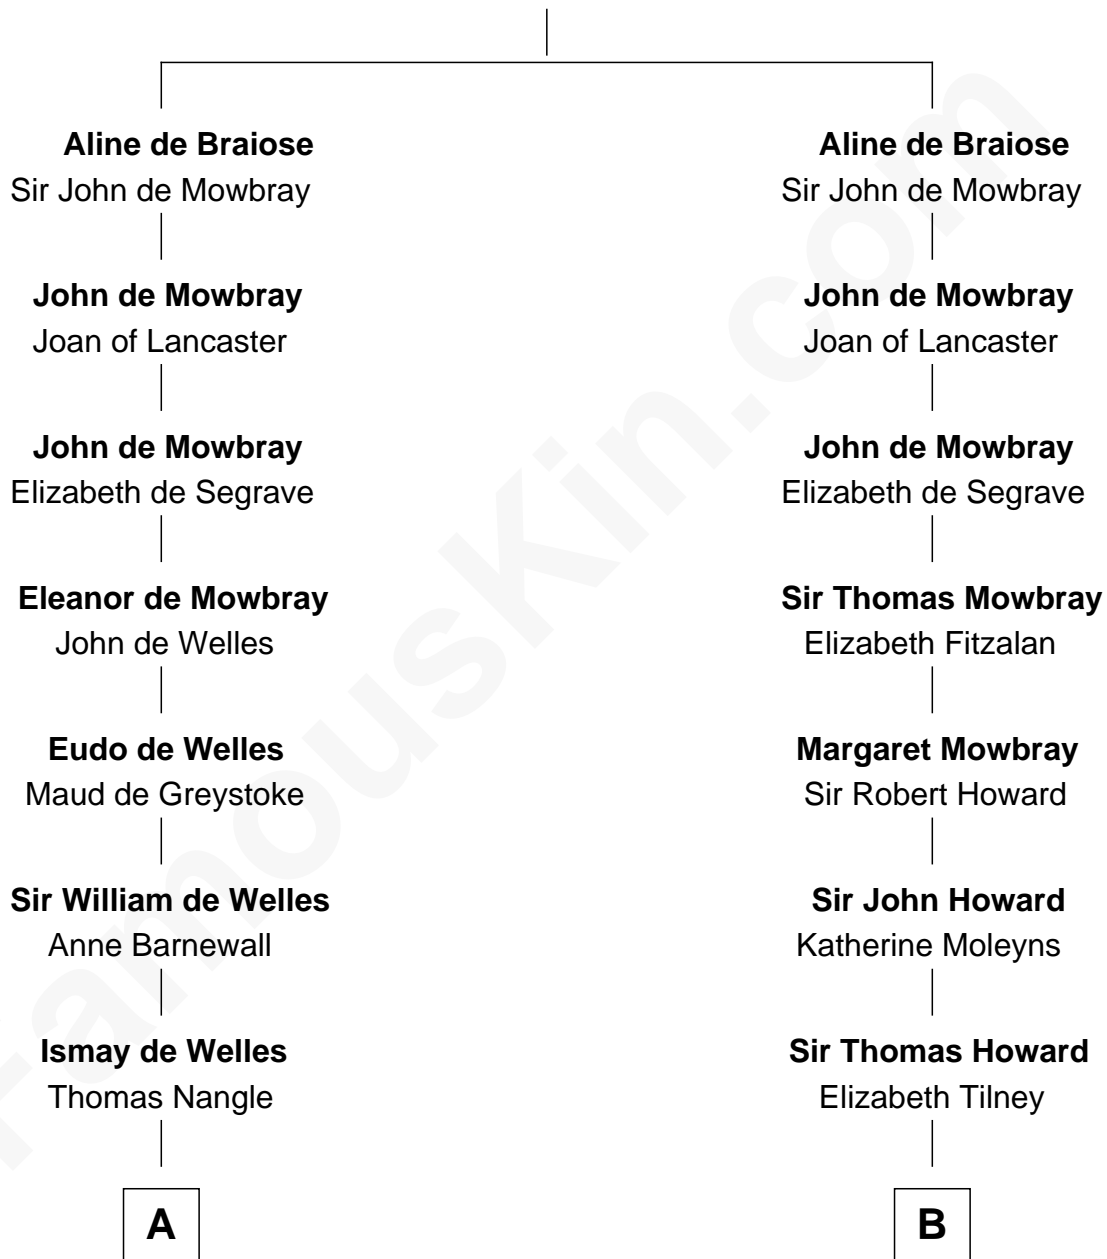 Aline de Braiose
Sir John de Mowbray
John de Mowbray
Joan of Lancaster
John de Mowbray
Elizabeth de Segrave
Eleanor de Mowbray
John de Welles
Eudo de Welles
Maud de Greystoke
Sir William de Welles
Anne Barnewall
Ismay de Welles
Thomas Nangle
A
Aline de Braiose
Sir John de Mowbray
John de Mowbray
Joan of Lancaster
John de Mowbray
Elizabeth de Segrave
Sir Thomas Mowbray
Elizabeth Fitzalan
Margaret Mowbray
Sir Robert Howard
Sir John Howard
Katherine Moleyns
Sir Thomas Howard
Elizabeth Tilney
B
FamousKin.com